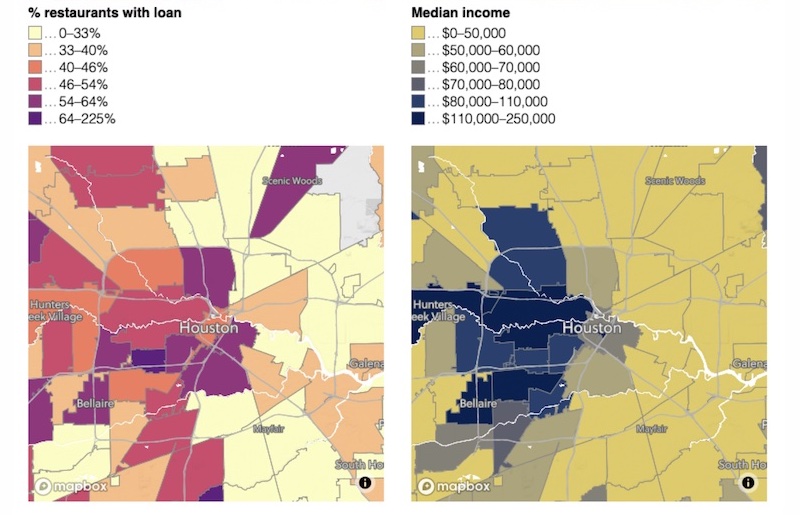 % restaurants with loan
... 0–33%
... 33–40%
... 40–46%
... 46–54%
... 54–64%
... 64–225%
Scenic Woods
Hunters
eek Village
Houston
Galena
Bellaire
Mayfair
South Ho
mapbox
i
Median income
... $0–50,000
... $50,000–60,000
... $60,000–70,000
... $70,000–80,000
... $80,000–110,000
... $110,000–250,000
Scenic Woods
Hunters
eek Village
Houston
Galena
Bellaire
Mayfair
South Ho
mapbox
i